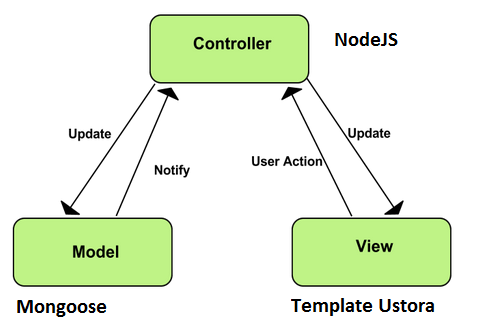 Controller
NodeJS
Update
Notify
User Action
Update
Model
View
Mongoose
Template Ustora